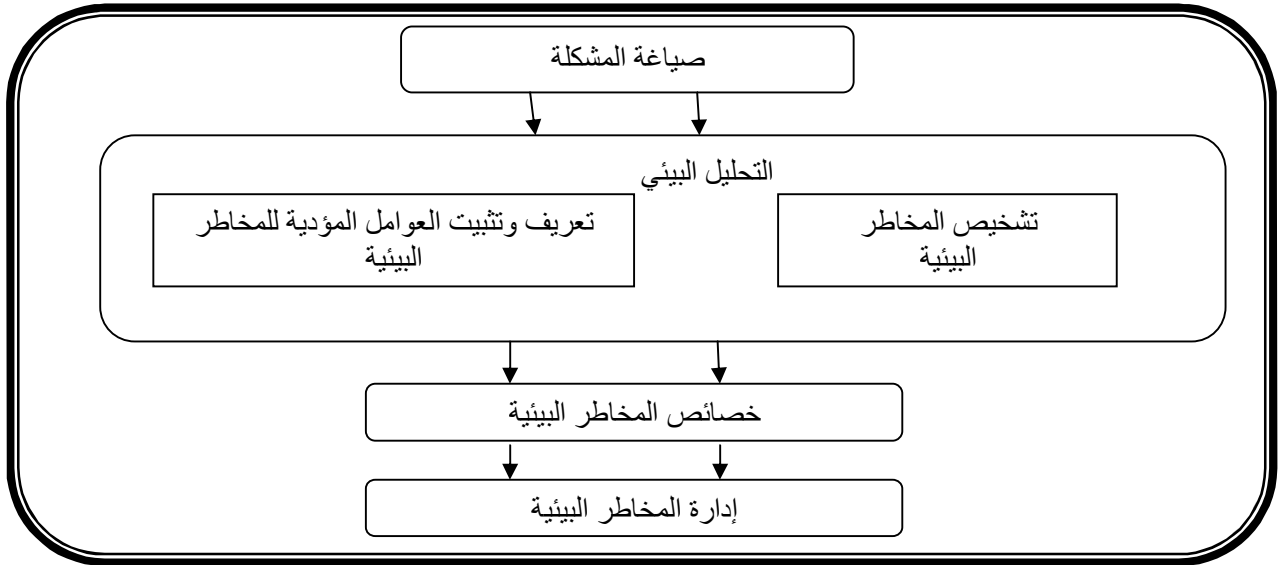 صياغة المشكلة
التحليل البيئي
تشخيص المخاطر
البيئية
تعريف وتثبيت العوامل المؤدية للمخاطر
البيئية
خصائص المخاطر البيئية
إدارة المخاطر البيئية